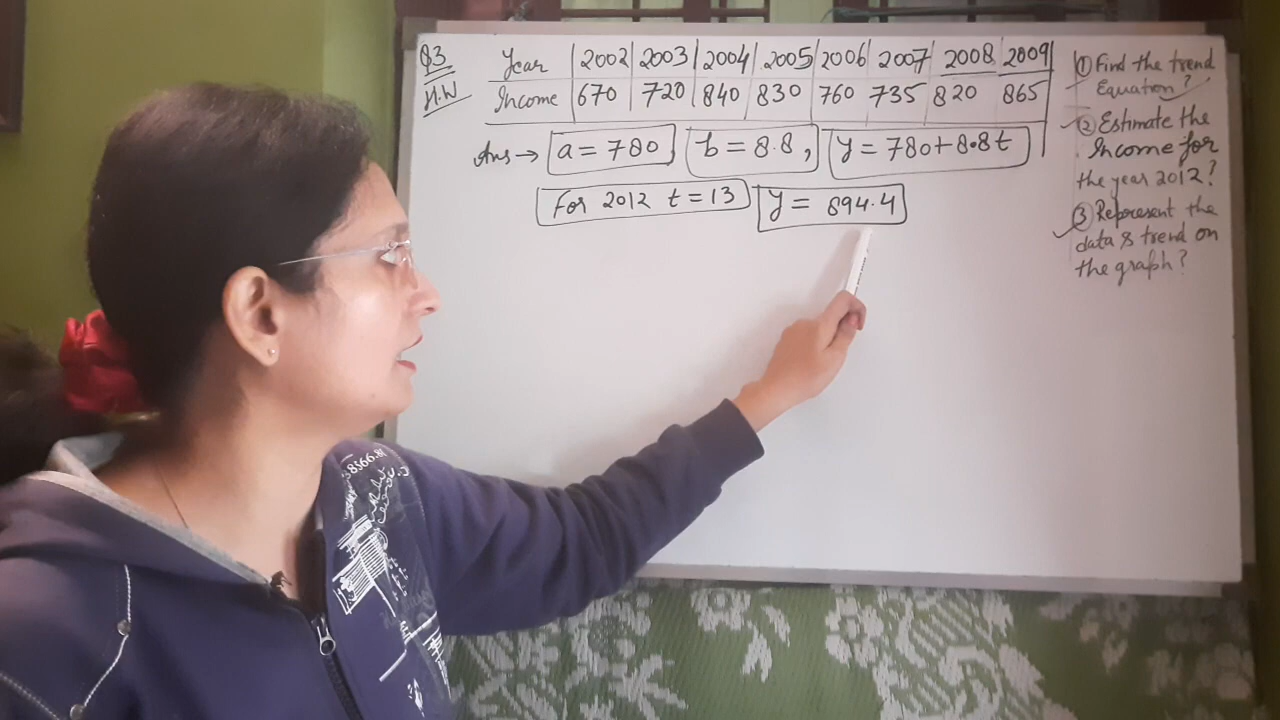 Q3 Year 2002 2003 2004 2005 2006 2007 2008 2009
H.W Income 670 720 840 830 760 735 820 865
Ans → a = 780, b = 8.8, y = 780 + 8.8t
For 2012 t = 13 y = 894.4
① Find the trend
Equation?
② Estimate the
Income for
the year 2012?
③ Represent the
data & trend on
the graph?
8566.8